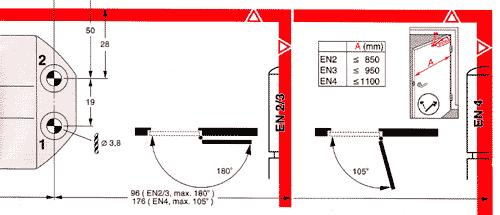 50
28
2
19
1
Ø 3,8
180°
96 ( EN2/3, max. 180° )
176 (EN4, max. 105° )
EN 2/3
A (mm)
EN2 ≤ 850
EN3 ≤ 950
EN4 ≤ 1100
A
105°
EN 4